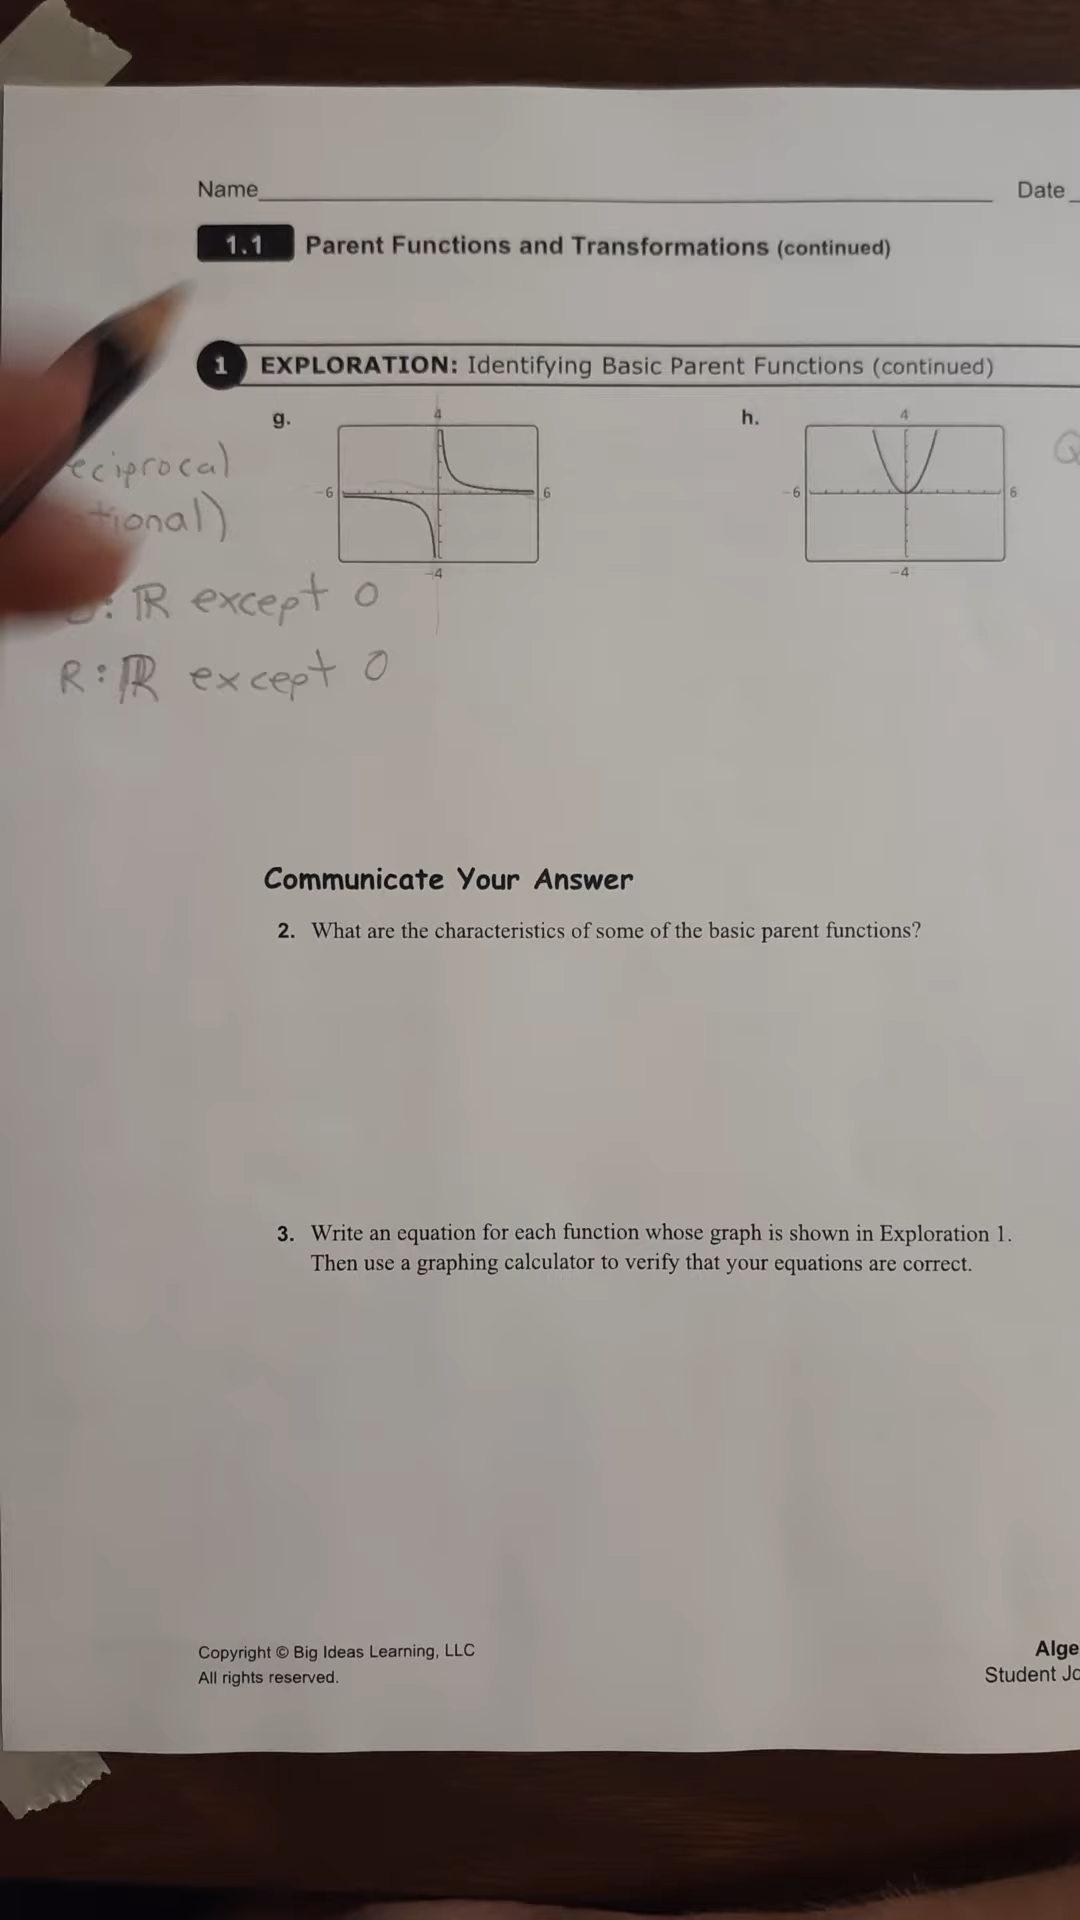 Name
Date
1.1 Parent Functions and Transformations (continued)
1 EXPLORATION: Identifying Basic Parent Functions (continued)
g.
4
-6
6
-4
h.
4
-6
6
-4
eciprocal
tional)
: ℝ except 0
R: ℝ except 0
Communicate Your Answer
2. What are the characteristics of some of the basic parent functions?
3. Write an equation for each function whose graph is shown in Exploration 1.
Then use a graphing calculator to verify that your equations are correct.
Copyright © Big Ideas Learning, LLC
All rights reserved.
Alge
Student Jo